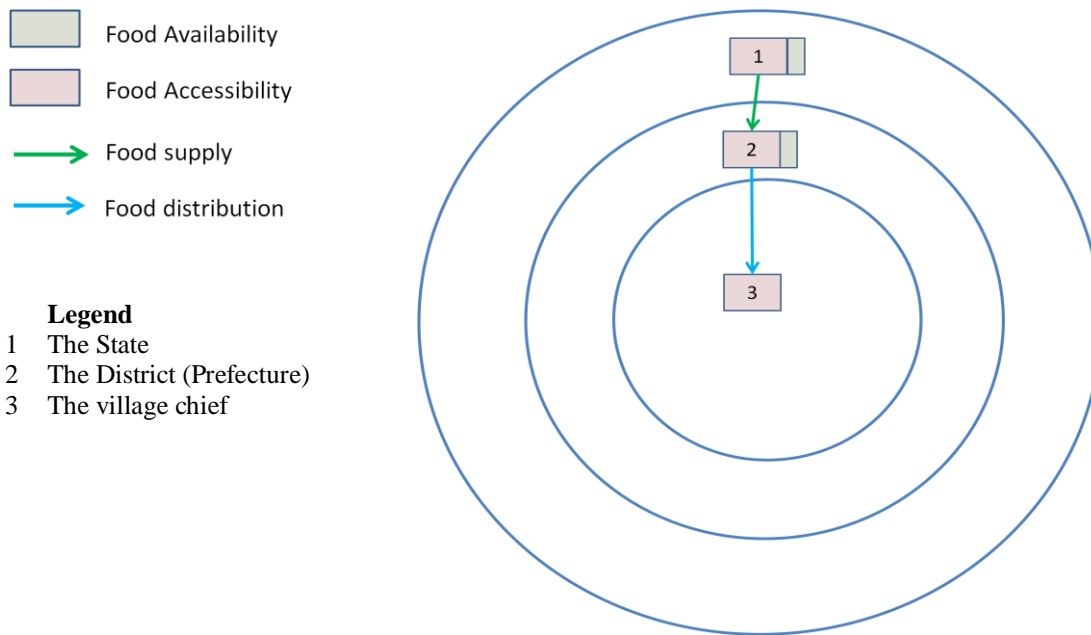 Food Availability
Food Accessibility
Food supply
Food distribution
Legend
1 The State
2 The District (Prefecture)
3 The village chief
1
2
3